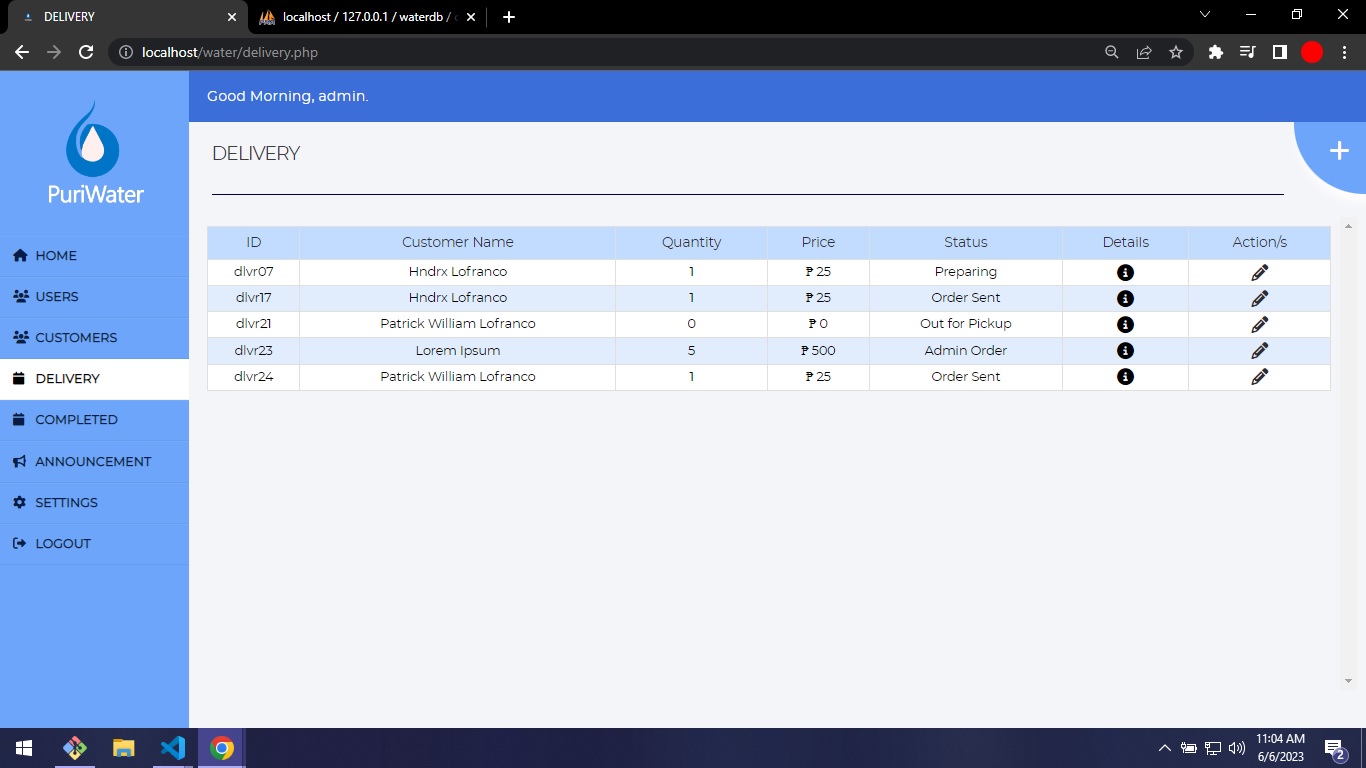 DELIVERY
localhost / 127.0.0.1 / waterdb /
localhost/water/delivery.php
Good Morning, admin.
PuriWater
HOME
USERS
CUSTOMERS
DELIVERY
COMPLETED
ANNOUNCEMENT
SETTINGS
LOGOUT
DELIVERY
+
ID Customer Name Quantity Price Status Details Action/s
dlvr07 Hndrx Lofranco 1 ₱ 25 Preparing
dlvr17 Hndrx Lofranco 1 ₱ 25 Order Sent
dlvr21 Patrick William Lofranco 0 ₱ 0 Out for Pickup
dlvr23 Lorem Ipsum 5 ₱ 500 Admin Order
dlvr24 Patrick William Lofranco 1 ₱ 25 Order Sent
11:04 AM
6/6/2023
2